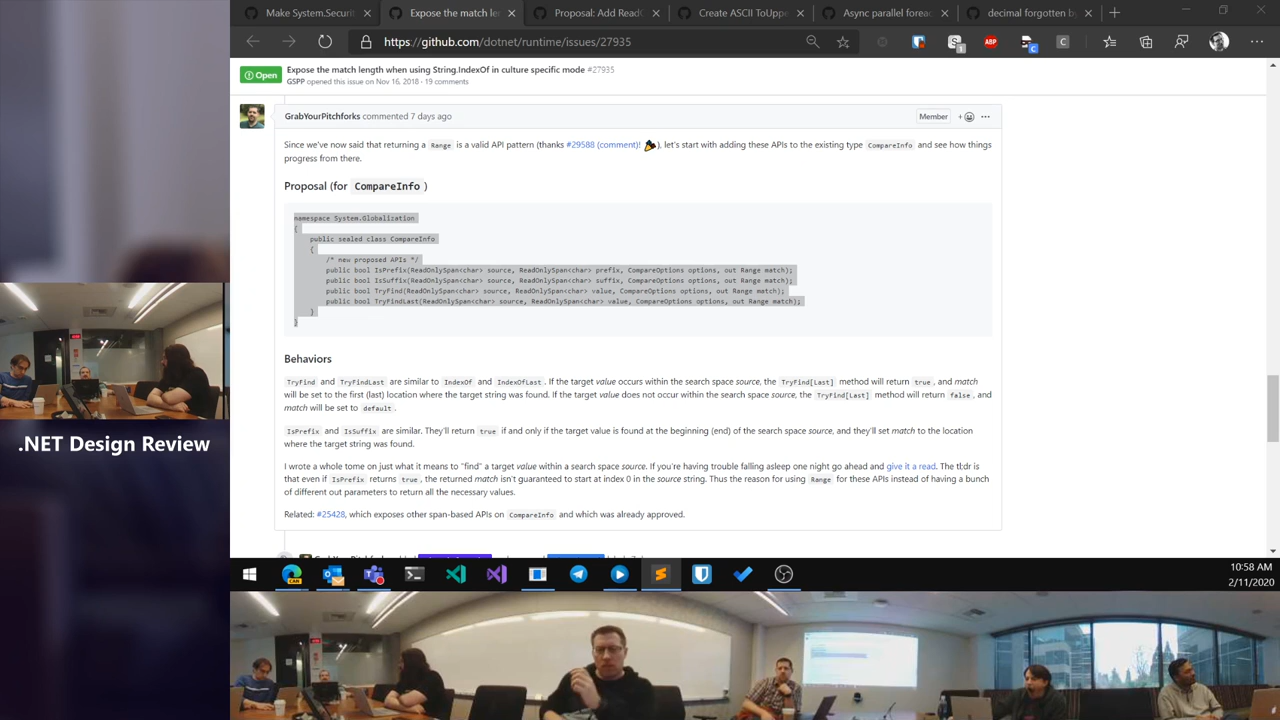 Make System.Securit
Expose the match len
Proposal: Add ReadO
Create ASCII ToUppe
Async parallel foreac
decimal forgotten by
https://github.com/dotnet/runtime/issues/27935
Open
Expose the match length when using String.IndexOf in culture specific mode #27935
GSPP opened this issue on Nov 16, 2018 · 19 comments
GrabYourPitchforks commented 7 days ago
Member
Since we've now said that returning a Range is a valid API pattern (thanks #29588 (comment)! ), let's start with adding these APIs to the existing type CompareInfo and see how things
progress from there.
Proposal (for CompareInfo )
namespace System.Globalization
{
public sealed class CompareInfo
{
/* new proposed APIs */
public bool IsPrefix(ReadOnlySpan<char> source, ReadOnlySpan<char> prefix, CompareOptions options, out Range match);
public bool IsSuffix(ReadOnlySpan<char> source, ReadOnlySpan<char> suffix, CompareOptions options, out Range match);
public bool TryFind(ReadOnlySpan<char> source, ReadOnlySpan<char> value, CompareOptions options, out Range match);
public bool TryFindLast(ReadOnlySpan<char> source, ReadOnlySpan<char> value, CompareOptions options, out Range match);
}
}
Behaviors
TryFind and TryFindLast are similar to IndexOf and IndexOfLast. If the target value occurs within the search space source, the TryFind[Last] method will return true, and match
will be set to the first (last) location where the target string was found. If the target value does not occur within the search space source, the TryFind[Last] method will return false, and
match will be set to default.
IsPrefix and IsSuffix are similar. They'll return true if and only if the target value is found at the beginning (end) of the search space source, and they'll set match to the location
where the target string was found.
I wrote a whole tome on just what it means to "find" a target value within a search space source. If you're having trouble falling asleep one night go ahead and give it a read. The tl;dr is
that even if IsPrefix returns true, the returned match isn't guaranteed to start at index 0 in the source string. Thus the reason for using Range for these APIs instead of having a bunch
of different out parameters to return all the necessary values.
Related: #25428, which exposes other span-based APIs on CompareInfo and which was already approved.
.NET Design Review
10:58 AM
2/11/2020